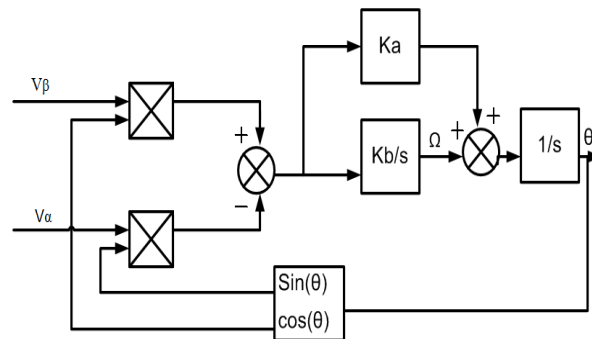 Ka
Vβ
+
+
+
Kb/s
Ω
1/s
θ
−
Vα
Sin(θ)
cos(θ)